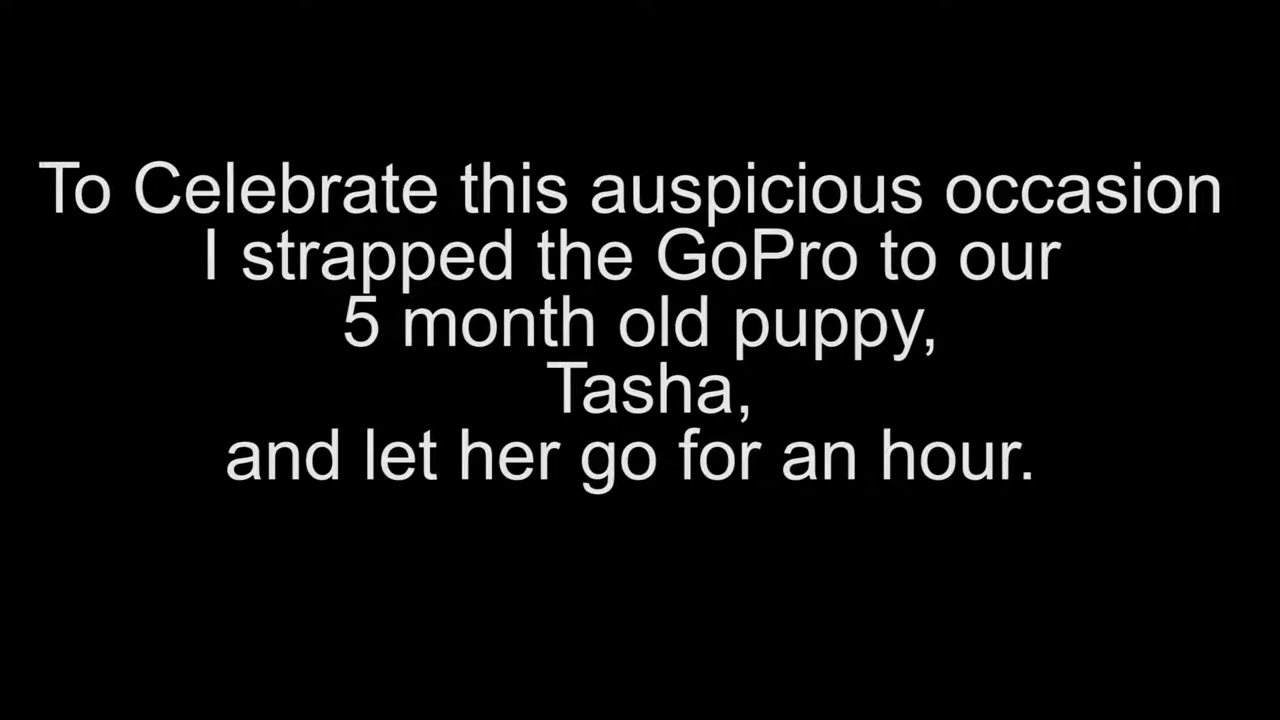 To Celebrate this auspicious occasion
I strapped the GoPro to our
5 month old puppy,
Tasha,
and let her go for an hour.